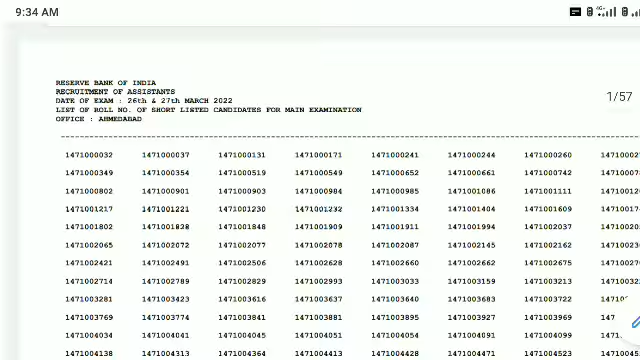 9:34 AM
4G+
RESERVE BANK OF INDIA
RECRUITMENT OF ASSISTANTS
DATE OF EXAM : 26th & 27th MARCH 2022
LIST OF ROLL NO. OF SHORT LISTED CANDIDATES FOR MAIN EXAMINATION
OFFICE : AHMEDABAD
1/57
1471000032 1471000037 1471000131 1471000171 1471000241 1471000244 1471000260
1471000349 1471000354 1471000519 1471000549 1471000652 1471000661 1471000742
1471000802 1471000901 1471000903 1471000984 1471000985 1471001086 1471001111
1471001217 1471001221 1471001230 1471001232 1471001334 1471001404 1471001609
1471001802 1471001828 1471001848 1471001909 1471001911 1471001994 1471002037
1471002065 1471002072 1471002077 1471002078 1471002087 1471002145 1471002162
1471002421 1471002491 1471002506 1471002628 1471002660 1471002662 1471002675
1471002714 1471002789 1471002829 1471002993 1471003033 1471003159 1471003213
1471003281 1471003423 1471003616 1471003637 1471003640 1471003683 1471003722
1471003769 1471003774 1471003841 1471003881 1471003895 1471003927 1471003969
1471004034 1471004041 1471004045 1471004051 1471004054 1471004091 1471004099
1471004138 1471004313 1471004364 1471004413 1471004428 1471004471 1471004523